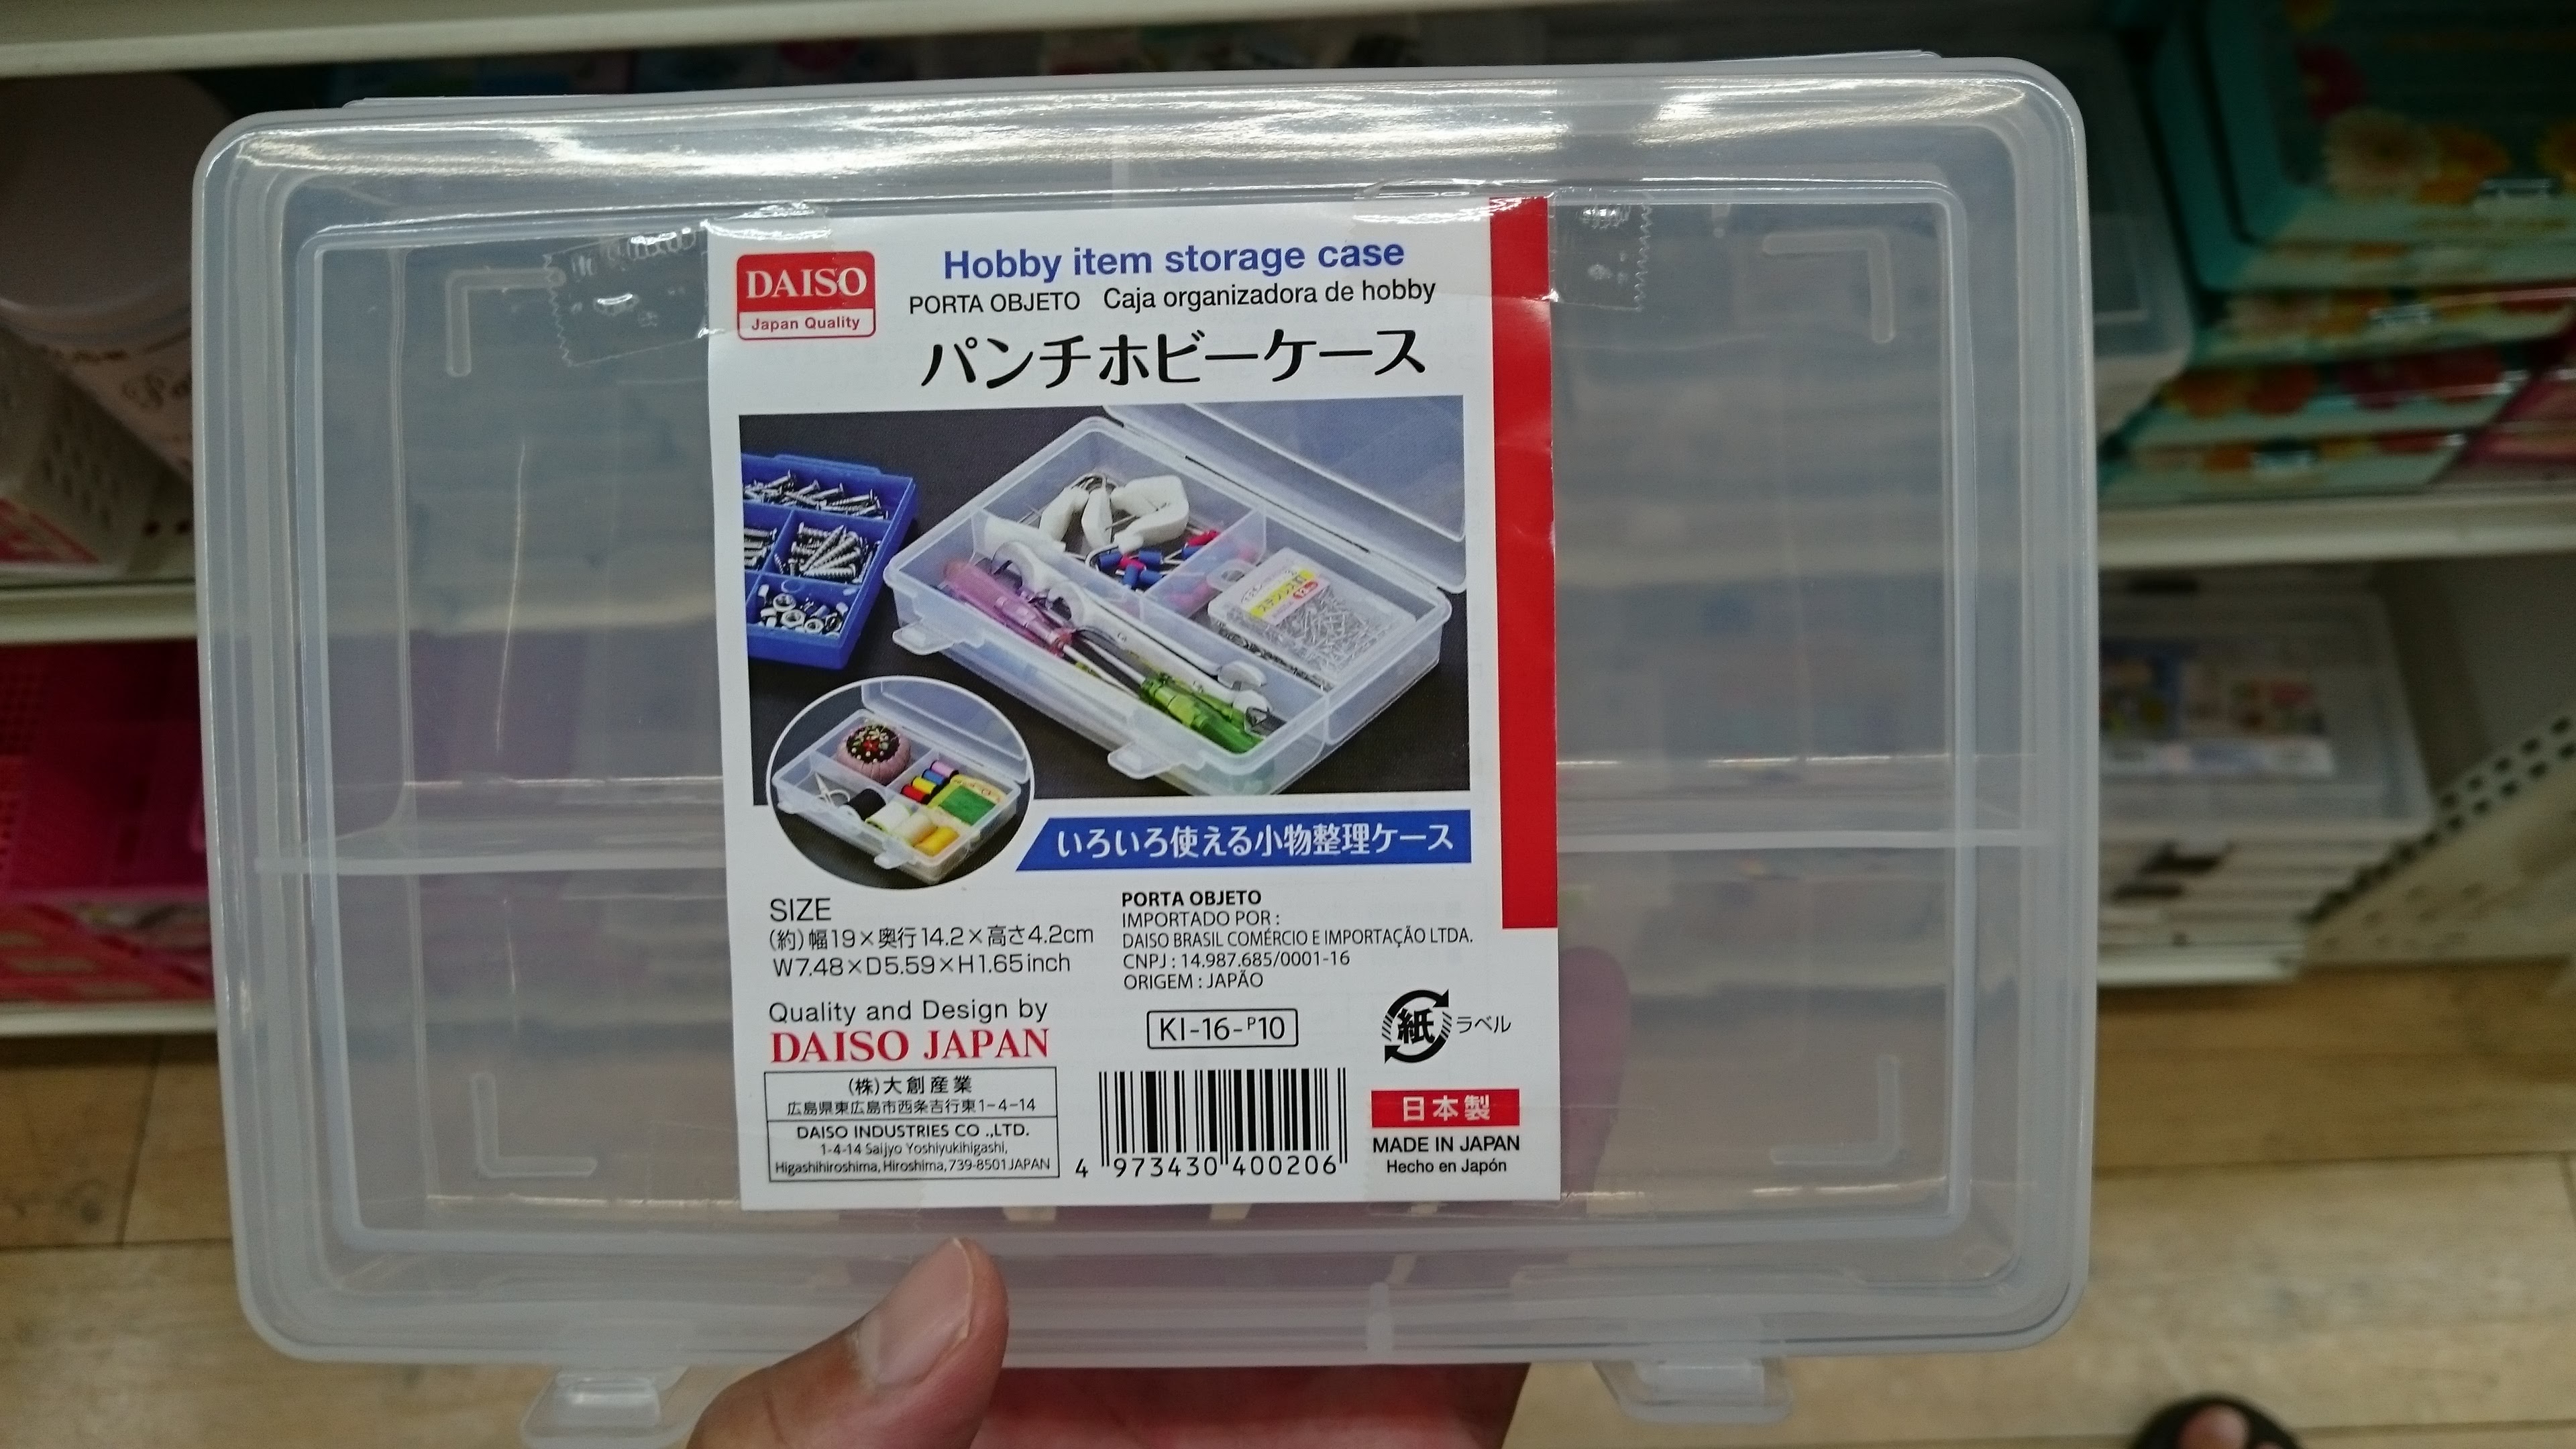 DAISO
Japan Quality
Hobby item storage case
PORTA OBJETO Caja organizadora de hobby
パンチホビーケース
いろいろ使える小物整理ケース
SIZE
(約)幅19×奥行14.2×高さ4.2cm
W7.48×D5.59×H1.65inch
Quality and Design by
DAISO JAPAN
(株)大創産業
広島県東広島市西条吉行東1-4-14
DAISO INDUSTRIES CO .,LTD.
1-4-14 Saijyo Yoshiyukihigashi,
Higashihiroshima, Hiroshima, 739-8501 JAPAN
PORTA OBJETO
IMPORTADO POR :
DAISO BRASIL COMÉRCIO E IMPORTAÇÃO LTDA.
CNPJ : 14.987.685/0001-16
ORIGEM : JAPÃO
KI-16-P10
紙 ラベル
4 973430 400206
日本製
MADE IN JAPAN
Hecho en Japón